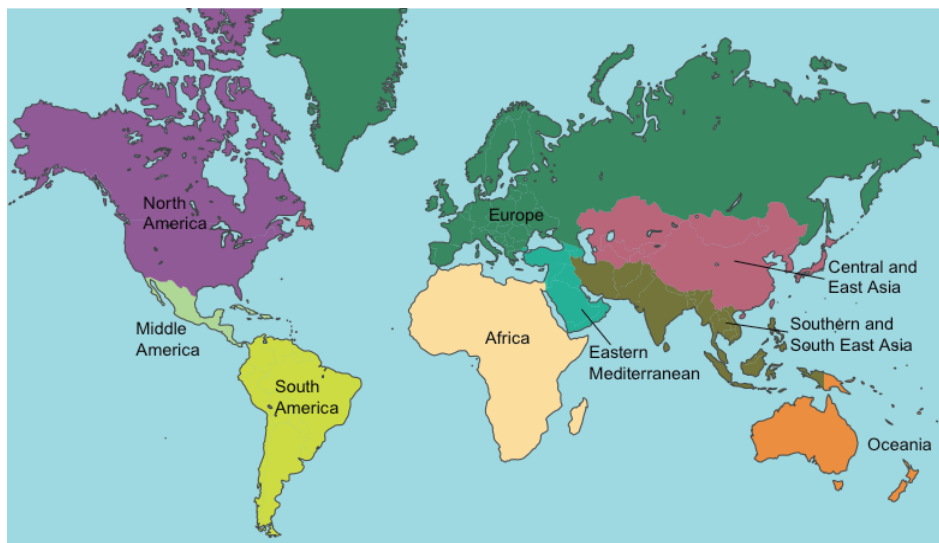 North
America
Europe
Central and
East Asia
Middle
America
Africa
Eastern
Mediterranean
Southern and
South East Asia
South
America
Oceania